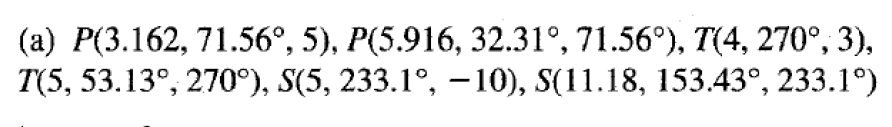 (a) P(3.162, 71.56°, 5), P(5.916, 32.31°, 71.56°), T(4, 270°, 3),
T(5, 53.13°, 270°), S(5, 233.1°, −10), S(11.18, 153.43°, 233.1°)